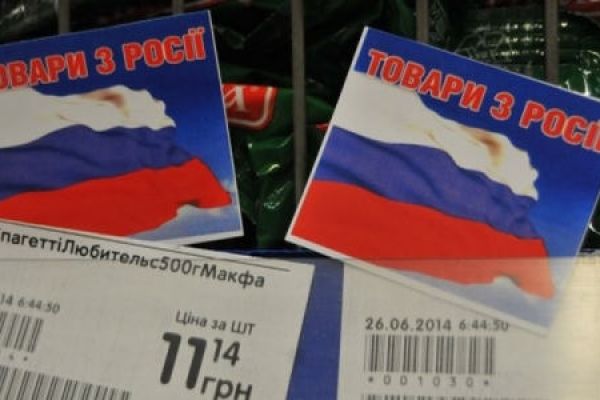 ТОВАРИ З РОСІЇ
ТОВАРИ З РОСІЇ
пагеттіЛюбительс500гМакфа
14 6:44:50
Ціна за шт
11 14
грн
26.06.2014 6:44:50
*001030*